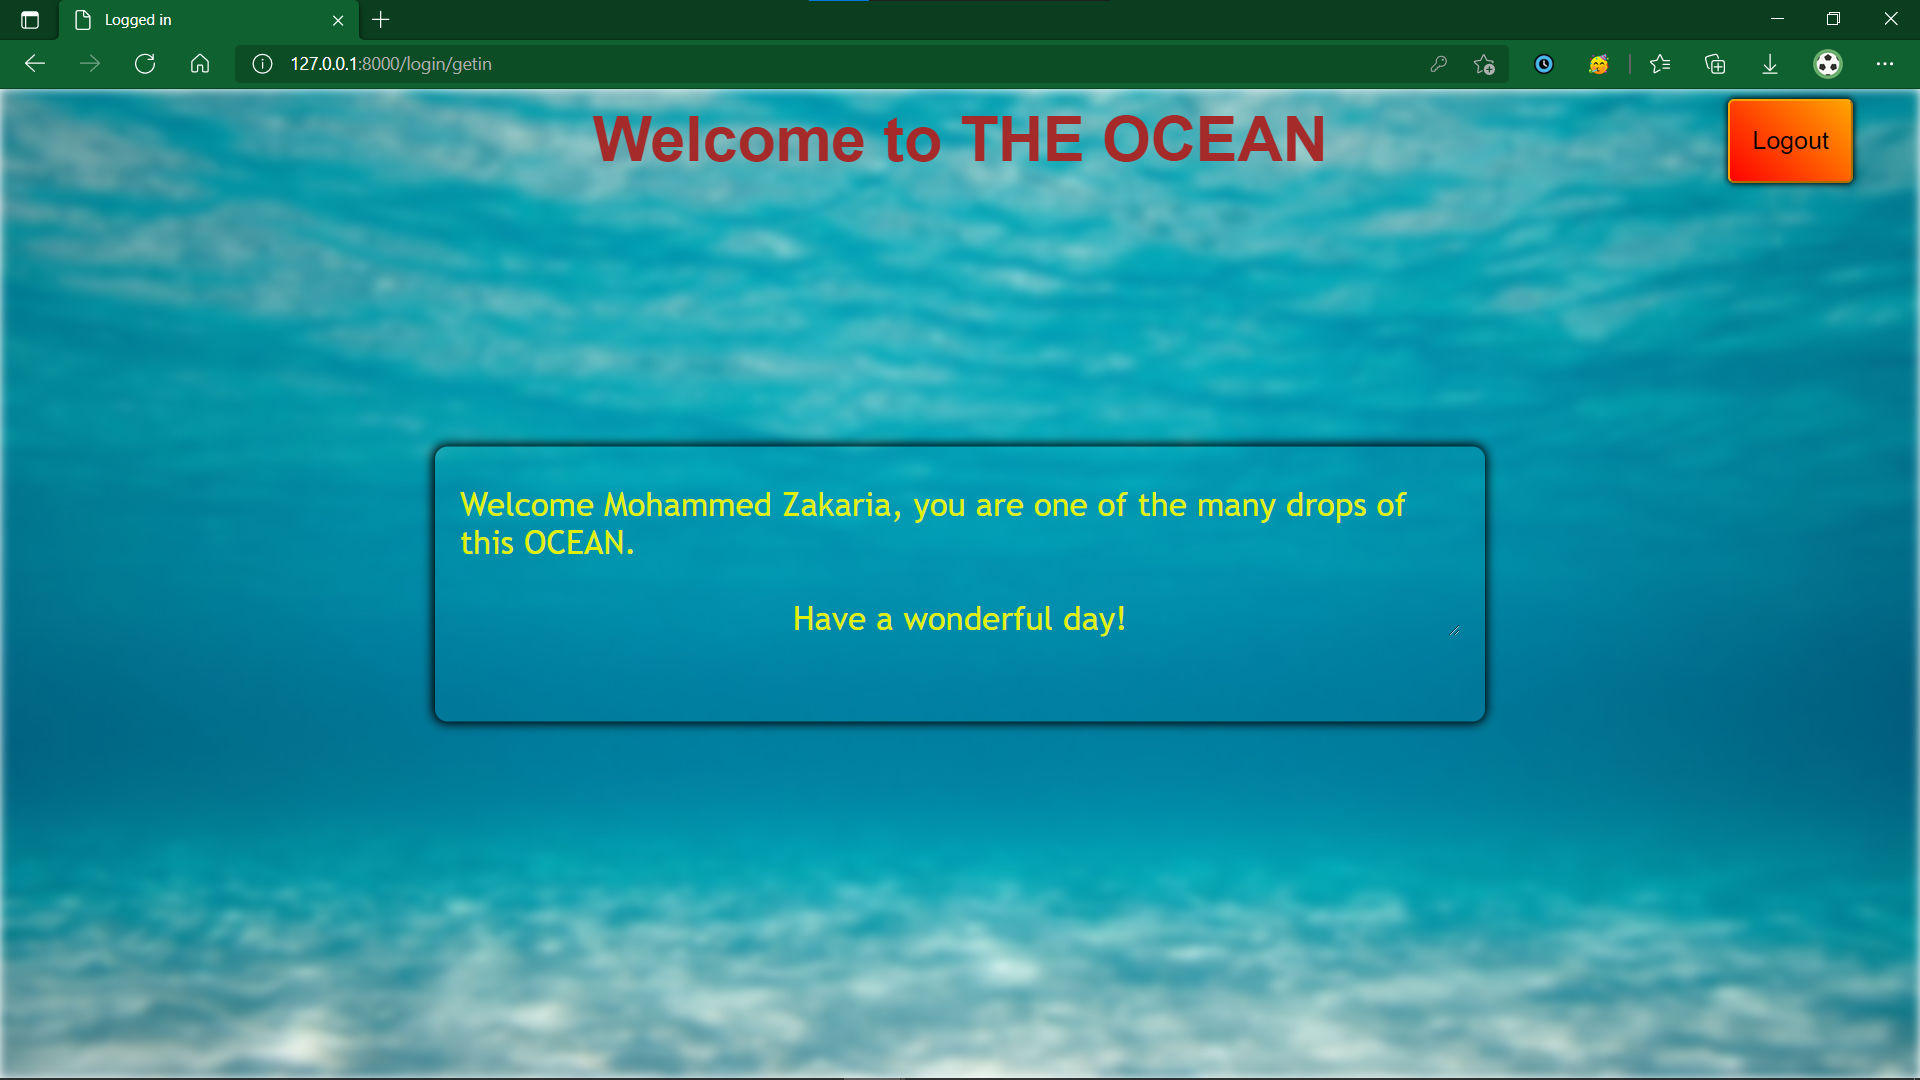 Logged in
127.0.0.1:8000/login/getin
Welcome to THE OCEAN
Logout
Welcome Mohammed Zakaria, you are one of the many drops of
this OCEAN.
Have a wonderful day!